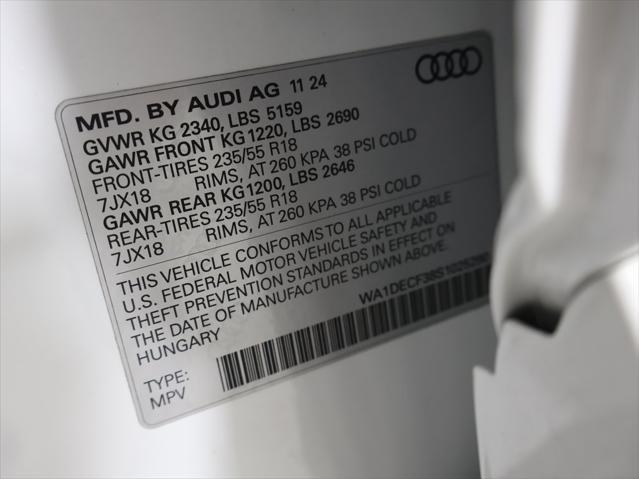 MFD. BY AUDI AG 11 24
GVWR KG 2340, LBS 5159
GAWR FRONT KG 1220, LBS 2690
FRONT-TIRES 235/55 R18
7JX18 RIMS, AT 260 KPA 38 PSI COLD
GAWR REAR KG1200, LBS 2646
REAR-TIRES 235/55 R18
7JX18 RIMS, AT 260 KPA 38 PSI COLD
THIS VEHICLE CONFORMS TO ALL APPLICABLE
U.S. FEDERAL MOTOR VEHICLE SAFETY AND
THEFT PREVENTION STANDARDS IN EFFECT ON
THE DATE OF MANUFACTURE SHOWN ABOVE.
HUNGARY
TYPE:
MPV